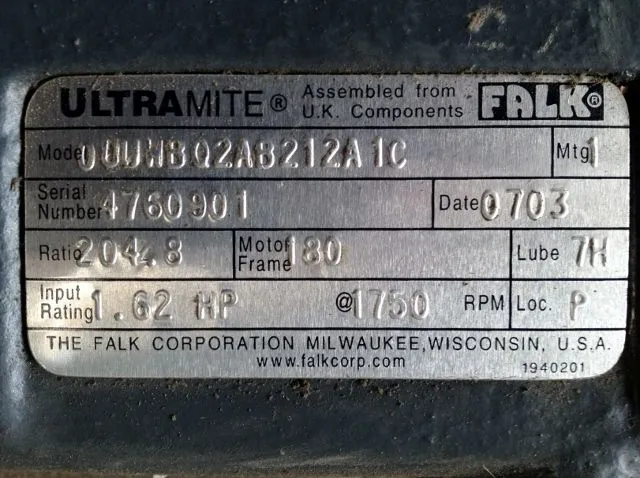 ULTRAMITE® Assembled from U.K. Components FALK®
Model 08UWBQ2AB212A1C Mtg 1
Serial Number 4760901 Date 0703
Ratio 204.8 Motor Frame 180 Lube 7H
Input Rating 1.62 HP @ 1750 RPM Loc. P
THE FALK CORPORATION MILWAUKEE, WISCONSIN, U.S.A.
www.falkcorp.com
1940201